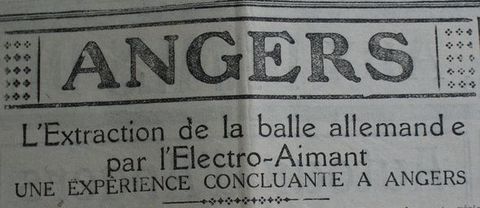 ANGERS
L'Extraction de la balle allemande
par l'Electro-Aimant
UNE EXPÉRIENCE CONCLUANTE A ANGERS